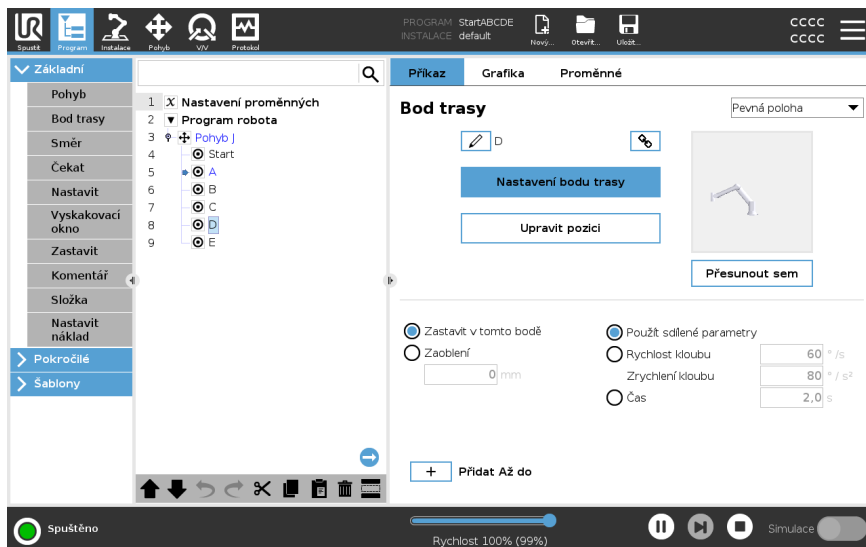 UR
PROGRAM StartABCDE
INSTALACE default
CCCC
CCCC
Spustit Program Instalace Pohyb V/V Protokol
Nový... Otevřít... Uložit...
Základní
Pohyb
Bod trasy
Směr
Čekat
Nastavit
Vyskakovací
okno
Zastavit
Komentář
Složka
Nastavit
náklad
Pokročilé
Šablony
1 X Nastavení proměnných
2 Program robota
3 Pohyb J
4 Start
5 A
6 B
7 C
8 D
9 E
Příkaz Grafika Proměnné
Bod trasy
Pevná poloha
D
Nastavení bodu trasy
Upravit pozici
Přesunout sem
Zastavit v tomto bodě
Zaoblení
0 mm
Použít sdílené parametry
Rychlost kloubu 60 ° /s
Zrychlení kloubu 80 ° / s²
Čas 2,0 s
+ Přidat Až do
Spuštěno
Rychlost 100% (99%)
Simulace